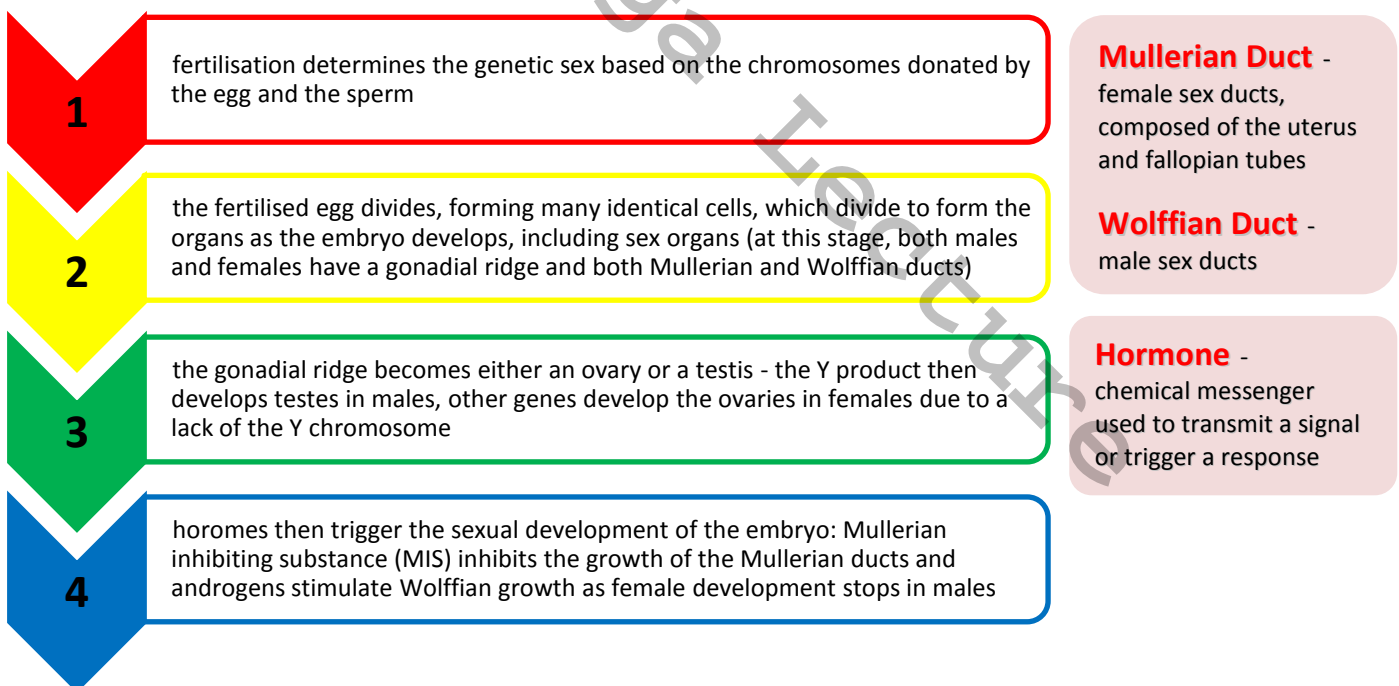 1
fertilisation determines the genetic sex based on the chromosomes donated by
the egg and the sperm
2
the fertilised egg divides, forming many identical cells, which divide to form the
organs as the embryo develops, including sex organs (at this stage, both males
and females have a gonadial ridge and both Mullerian and Wolffian ducts)
3
the gonadial ridge becomes either an ovary or a testis - the Y product then
develops testes in males, other genes develop the ovaries in females due to a
lack of the Y chromosome
4
horomes then trigger the sexual development of the embryo: Mullerian
inhibiting substance (MIS) inhibits the growth of the Mullerian ducts and
androgens stimulate Wolffian growth as female development stops in males
Mullerian Duct -
female sex ducts,
composed of the uterus
and fallopian tubes
Wolffian Duct -
male sex ducts
Hormone -
chemical messenger
used to transmit a signal
or trigger a response
Lecture